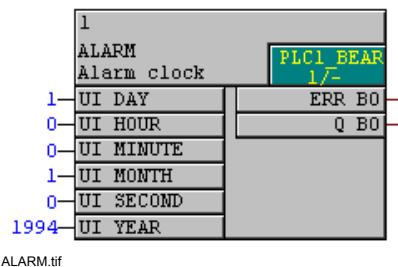 1
ALARM
Alarm clock
PLC1_BEAR
1/-
1 UI DAY ERR BO
0 UI HOUR Q BO
0 UI MINUTE
1 UI MONTH
0 UI SECOND
1994 UI YEAR
ALARM.tif